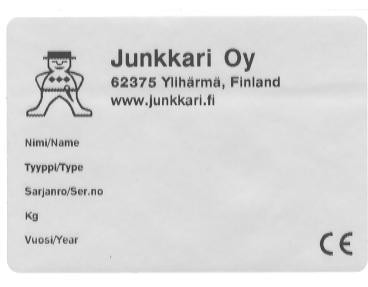 Junkkari Oy
62375 Ylihärmä, Finland
www.junkkari.fi
Nimi/Name
Tyyppi/Type
Sarjanro/Ser.no
Kg
Vuosi/Year
CE